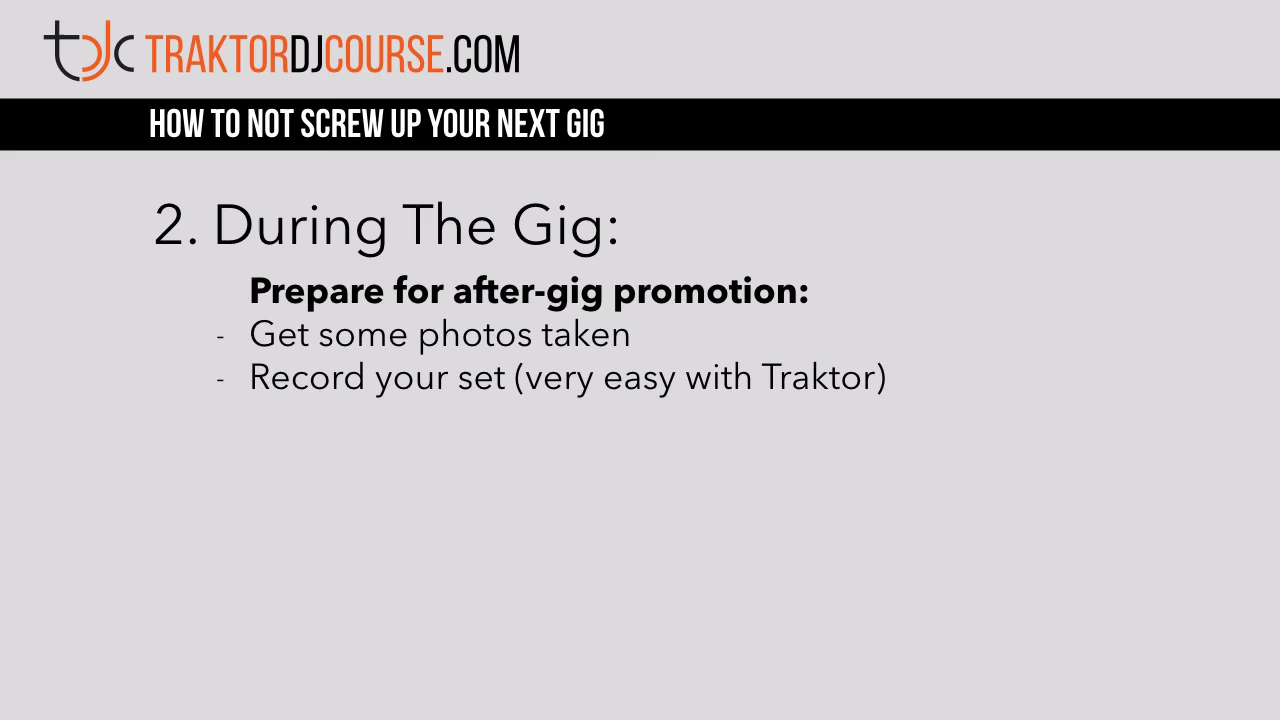 tdc TRAKTORDJCOURSE.COM
HOW TO NOT SCREW UP YOUR NEXT GIG
2. During The Gig:
Prepare for after-gig promotion:
- Get some photos taken
- Record your set (very easy with Traktor)